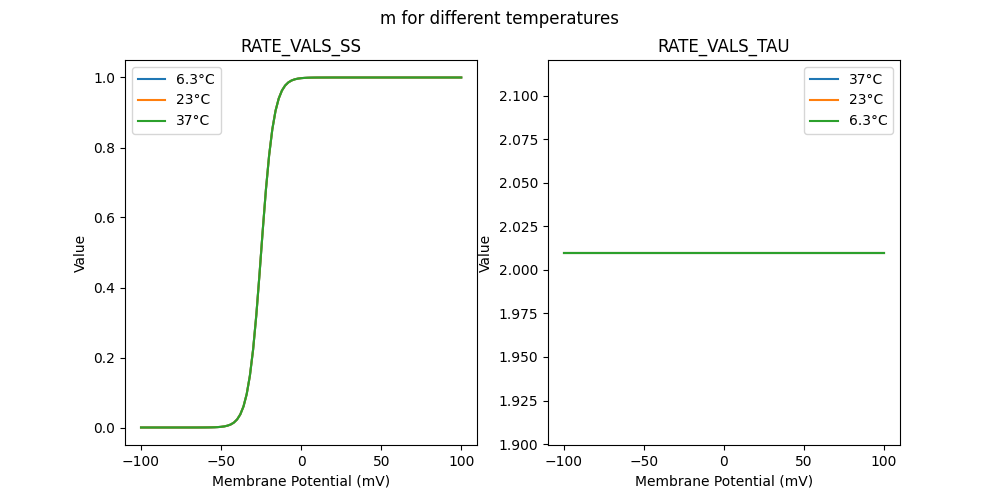 m for different temperatures
RATE_VALS_SS
1.0
0.8
0.6
0.4
0.2
0.0
Value
6.3°C
23°C
37°C
−100
−50
0
50
100
Membrane Potential (mV)
RATE_VALS_TAU
2.100
2.075
2.050
2.025
2.000
1.975
1.950
1.925
1.900
Value
37°C
23°C
6.3°C
−100
−50
0
50
100
Membrane Potential (mV)